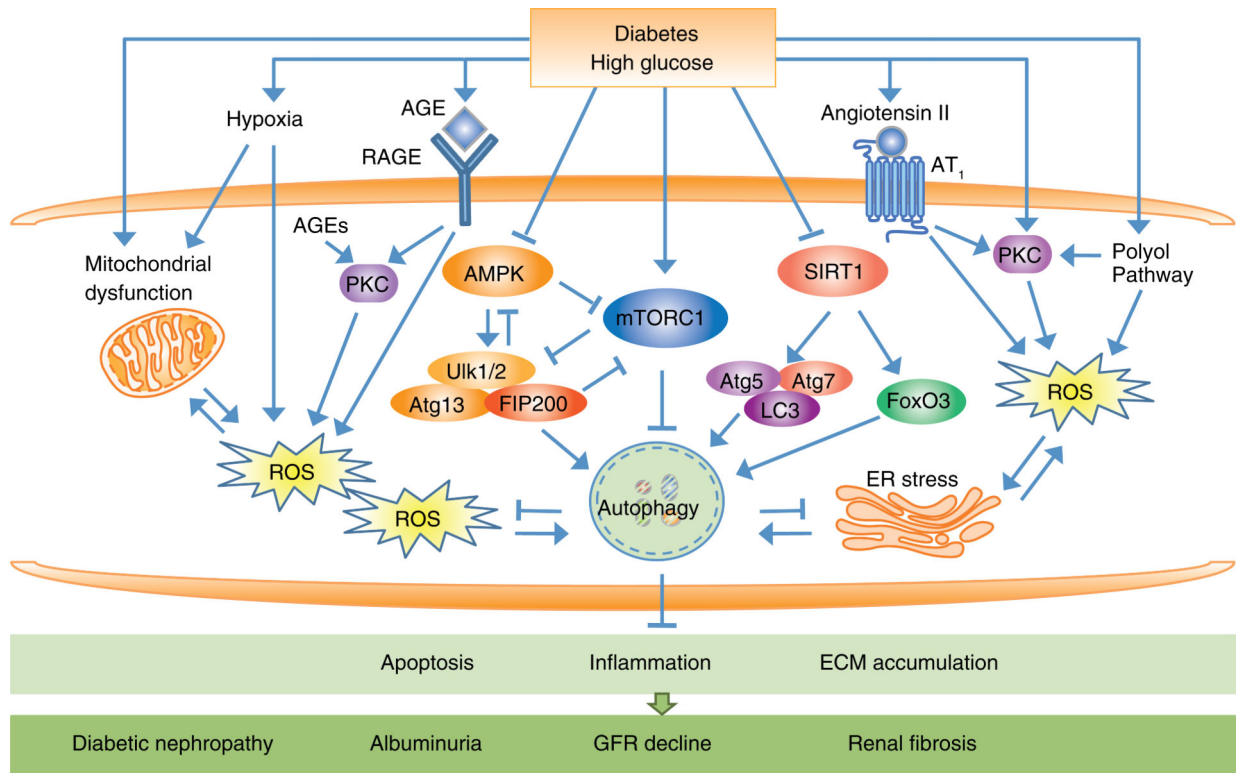 Diabetes
High glucose
Hypoxia
AGE
RAGE
Angiotensin II
AT1
AGEs
PKC
Mitochondrial
dysfunction
AMPK
mTORC1
SIRT1
PKC
Polyol
Pathway
Ulk1/2
Atg13
FIP200
Atg5
Atg7
LC3
FoxO3
ROS
ROS
ROS
Autophagy
ER stress
Apoptosis
Inflammation
ECM accumulation
Diabetic nephropathy
Albuminuria
GFR decline
Renal fibrosis